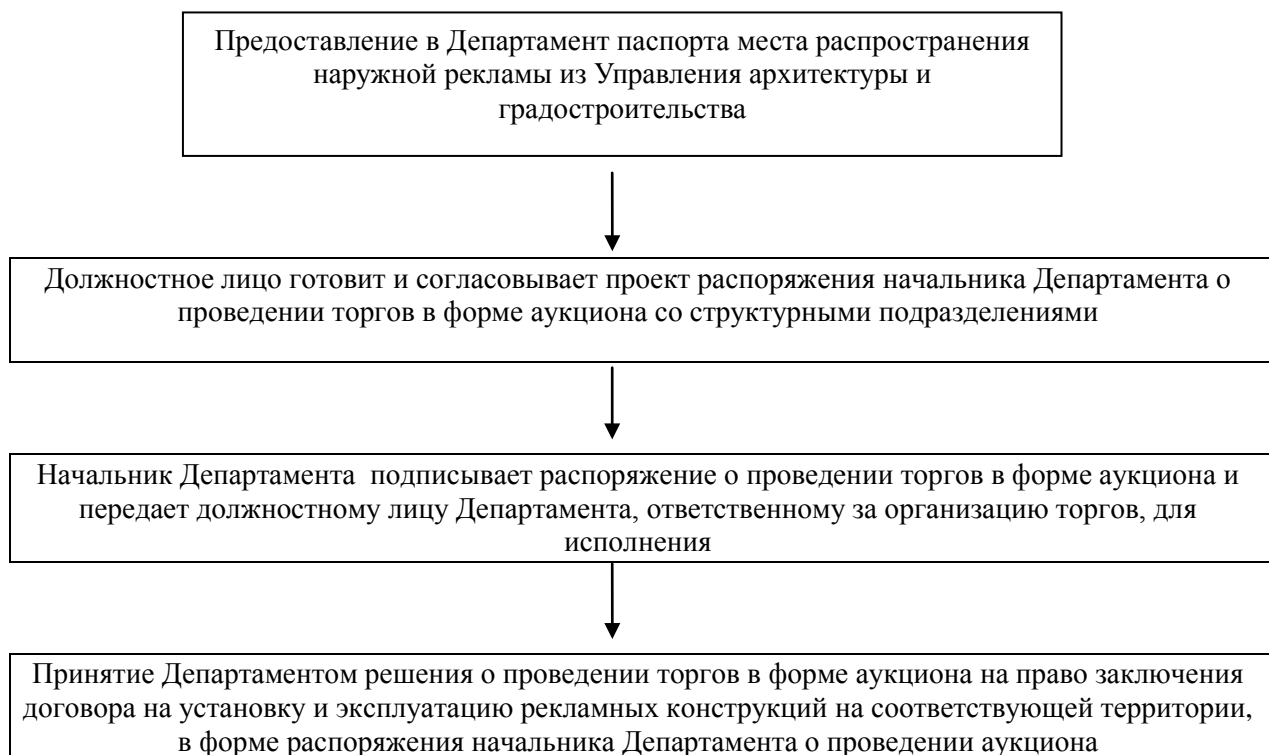 Предоставление в Департамент паспорта места распространения
наружной рекламы из Управления архитектуры и
градостроительства
Должностное лицо готовит и согласовывает проект распоряжения начальника Департамента о
проведении торгов в форме аукциона со структурными подразделениями
Начальник Департамента  подписывает распоряжение о проведении торгов в форме аукциона и
передает должностному лицу Департамента, ответственному за организацию торгов, для
исполнения
Принятие Департаментом решения о проведении торгов в форме аукциона на право заключения
договора на установку и эксплуатацию рекламных конструкций на соответствующей территории,
в форме распоряжения начальника Департамента о проведении аукциона